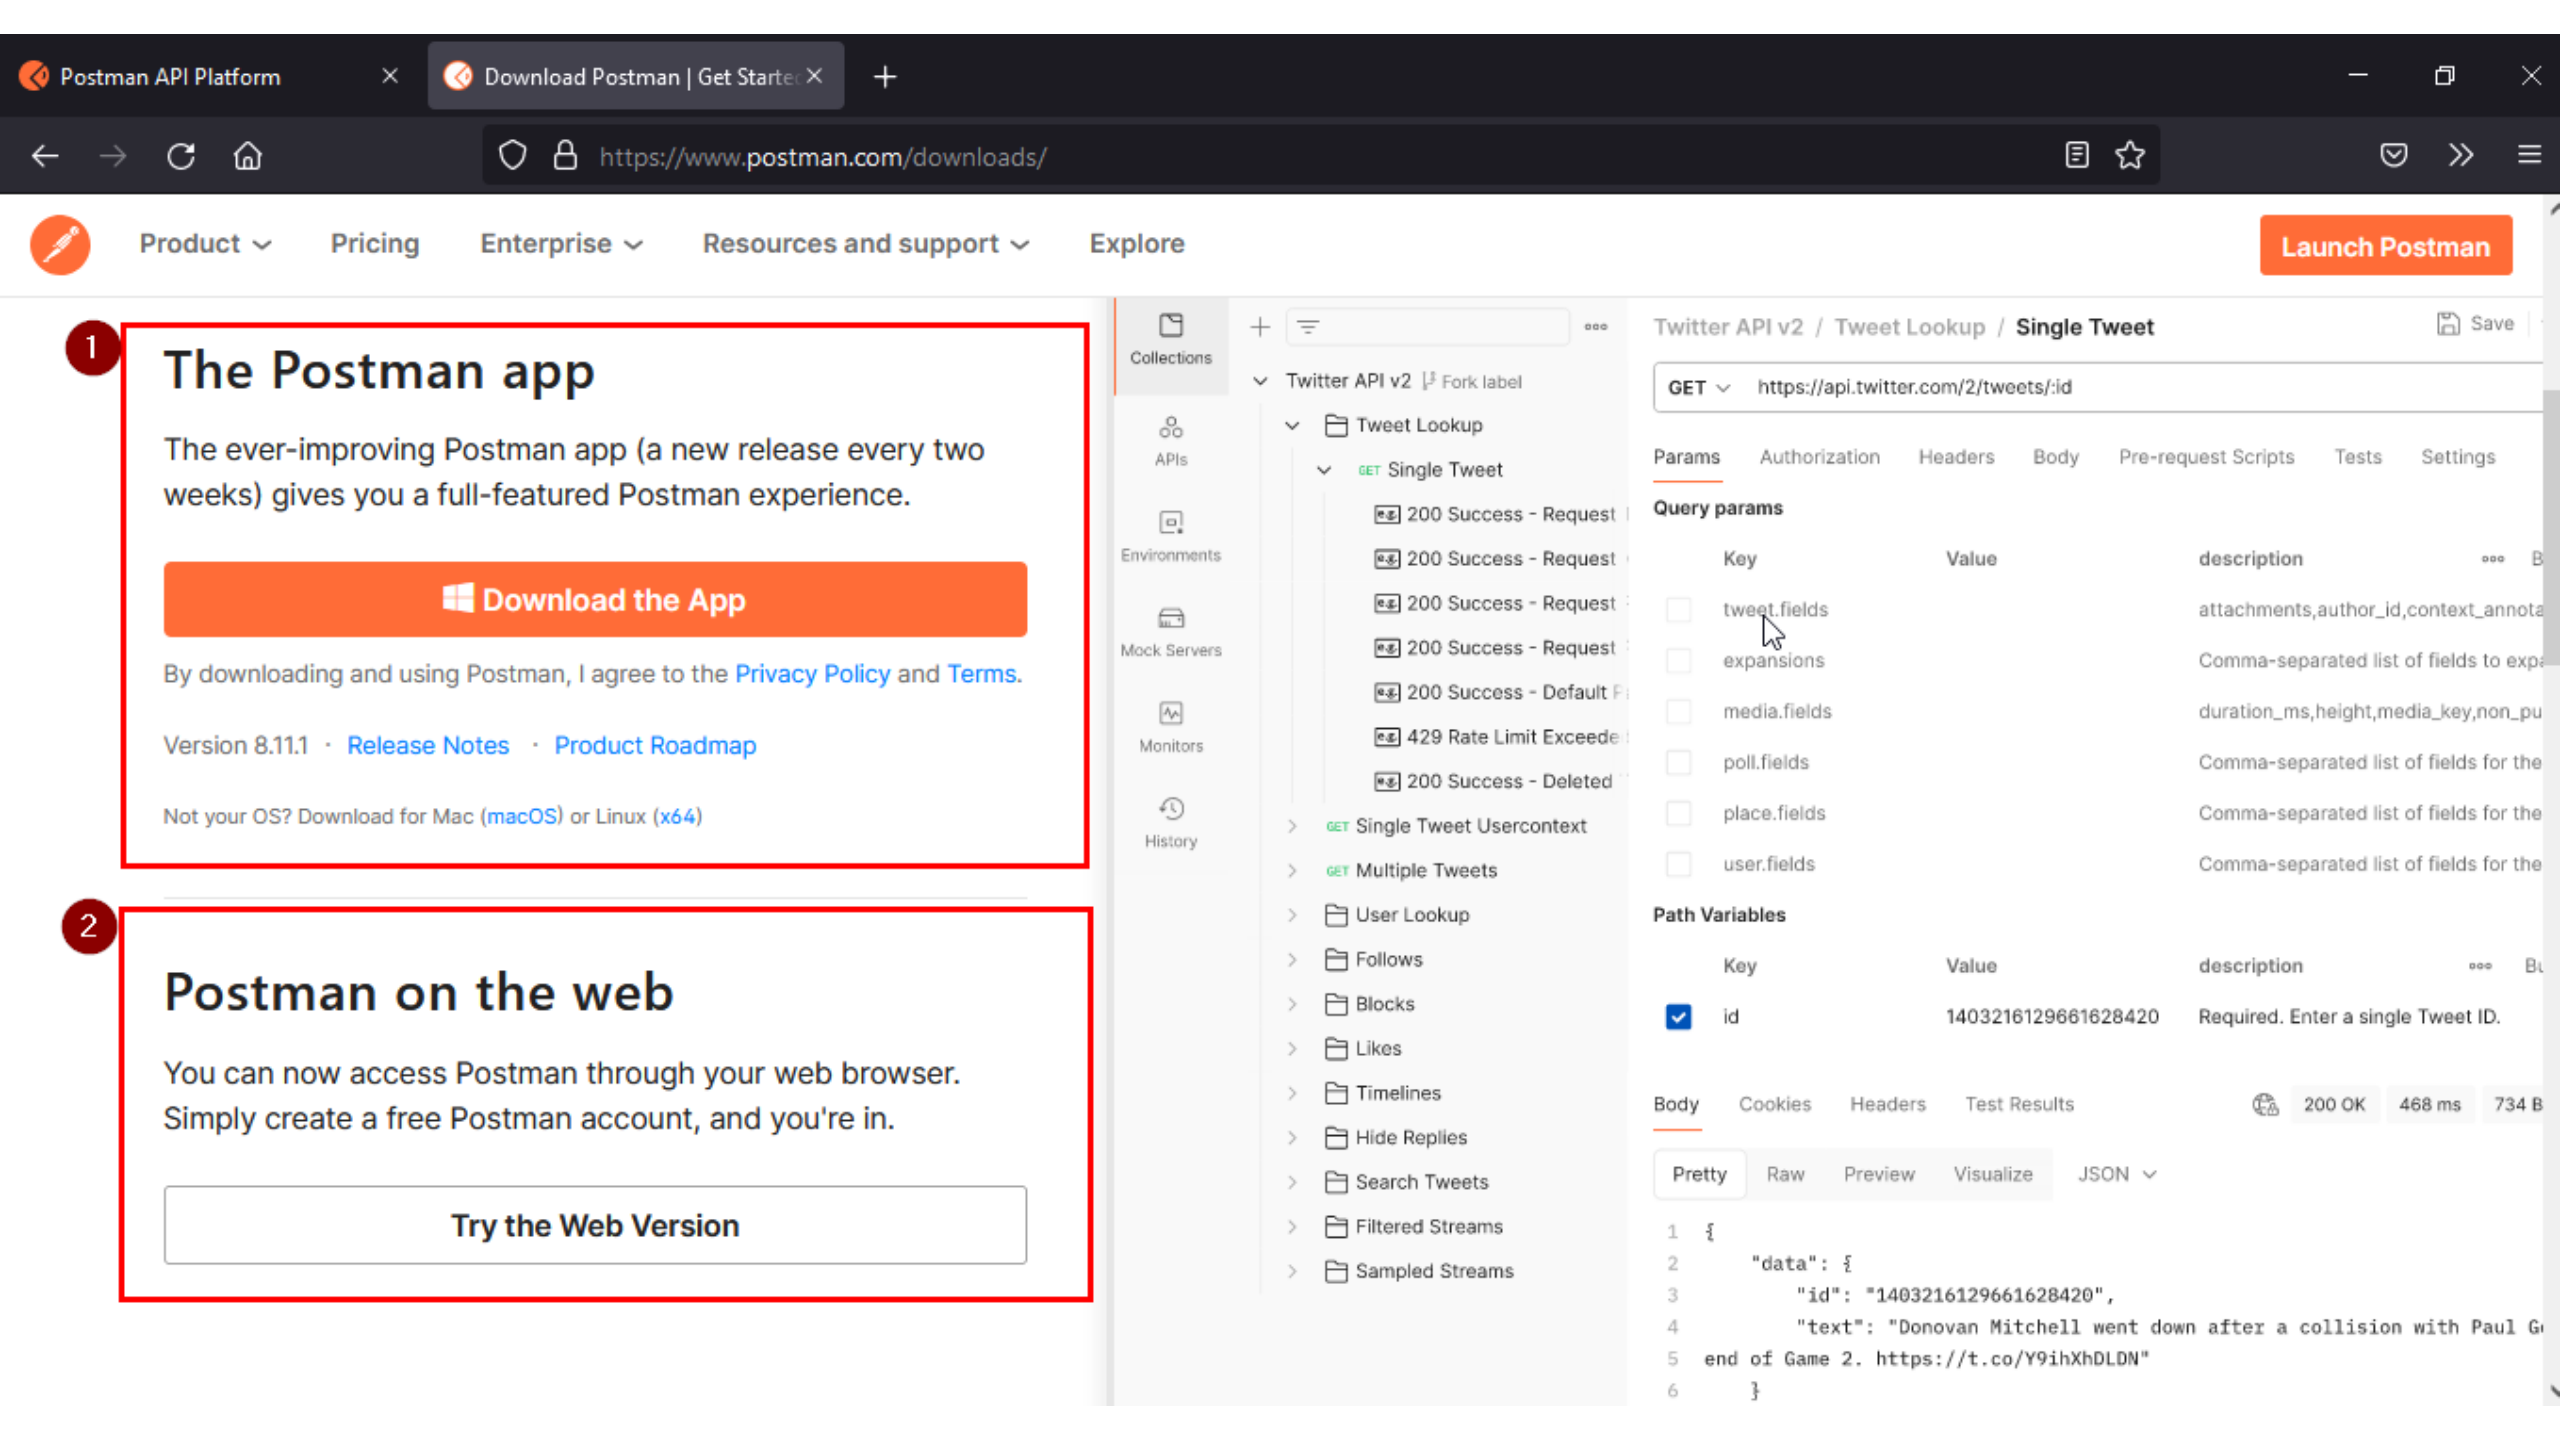 Postman API Platform
Download Postman | Get Started
https://www.postman.com/downloads/
Product
Pricing
Enterprise
Resources and support
Explore
Launch Postman
1
The Postman app
The ever-improving Postman app (a new release every two
weeks) gives you a full-featured Postman experience.
Download the App
By downloading and using Postman, I agree to the Privacy Policy and Terms.
Version 8.11.1 · Release Notes · Product Roadmap
Not your OS? Download for Mac (macOS) or Linux (x64)
2
Postman on the web
You can now access Postman through your web browser.
Simply create a free Postman account, and you're in.
Try the Web Version
Collections
APIs
Environments
Mock Servers
Monitors
History
Twitter API v2 Fork label
Tweet Lookup
GET Single Tweet
e.g. 200 Success - Request
e.g. 200 Success - Request
e.g. 200 Success - Request
e.g. 200 Success - Request
e.g. 200 Success - Default
e.g. 429 Rate Limit Exceede
e.g. 200 Success - Deleted
GET Single Tweet Usercontext
GET Multiple Tweets
User Lookup
Follows
Blocks
Likes
Timelines
Hide Replies
Search Tweets
Filtered Streams
Sampled Streams
Twitter API v2 / Tweet Lookup / Single Tweet
Save
GET https://api.twitter.com/2/tweets/:id
Params Authorization Headers Body Pre-request Scripts Tests Settings
Query params
Key Value description B
tweet.fields attachments,author_id,context_annota
expansions Comma-separated list of fields to expa
media.fields duration_ms,height,media_key,non_pu
poll.fields Comma-separated list of fields for the
place.fields Comma-separated list of fields for the
user.fields Comma-separated list of fields for the
Path Variables
Key Value description Bu
id 1403216129661628420 Required. Enter a single Tweet ID.
Body Cookies Headers Test Results 200 OK 468 ms 734 B
Pretty Raw Preview Visualize JSON
1 {
2 "data": {
3 "id": "1403216129661628420",
4 "text": "Donovan Mitchell went down after a collision with Paul
5 end of Game 2. https://t.co/Y9ihXhDLDN"
6 }